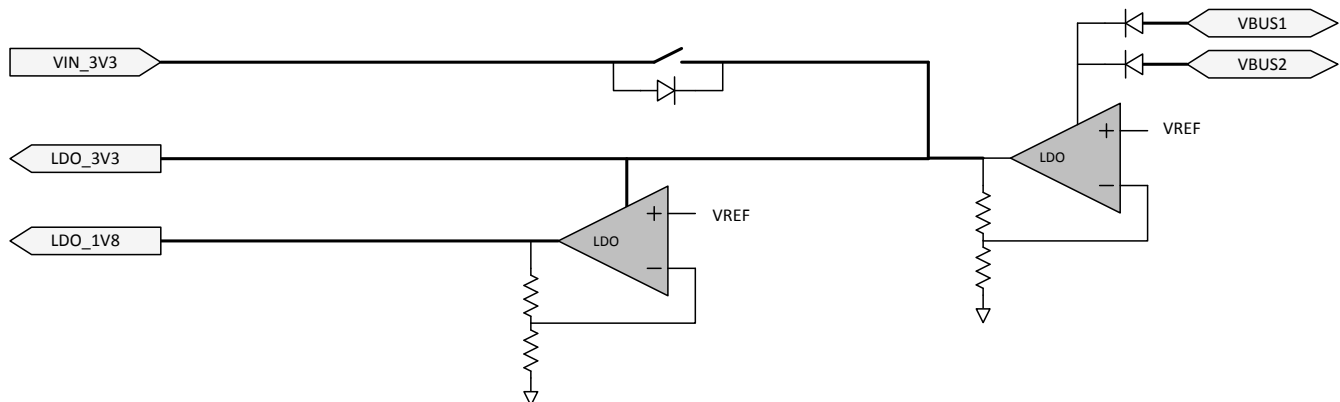 VBUS1
VIN_3V3
VBUS2
+
VREF
LDO_3V3
LDO
−
+
VREF
LDO_1V8
LDO
−